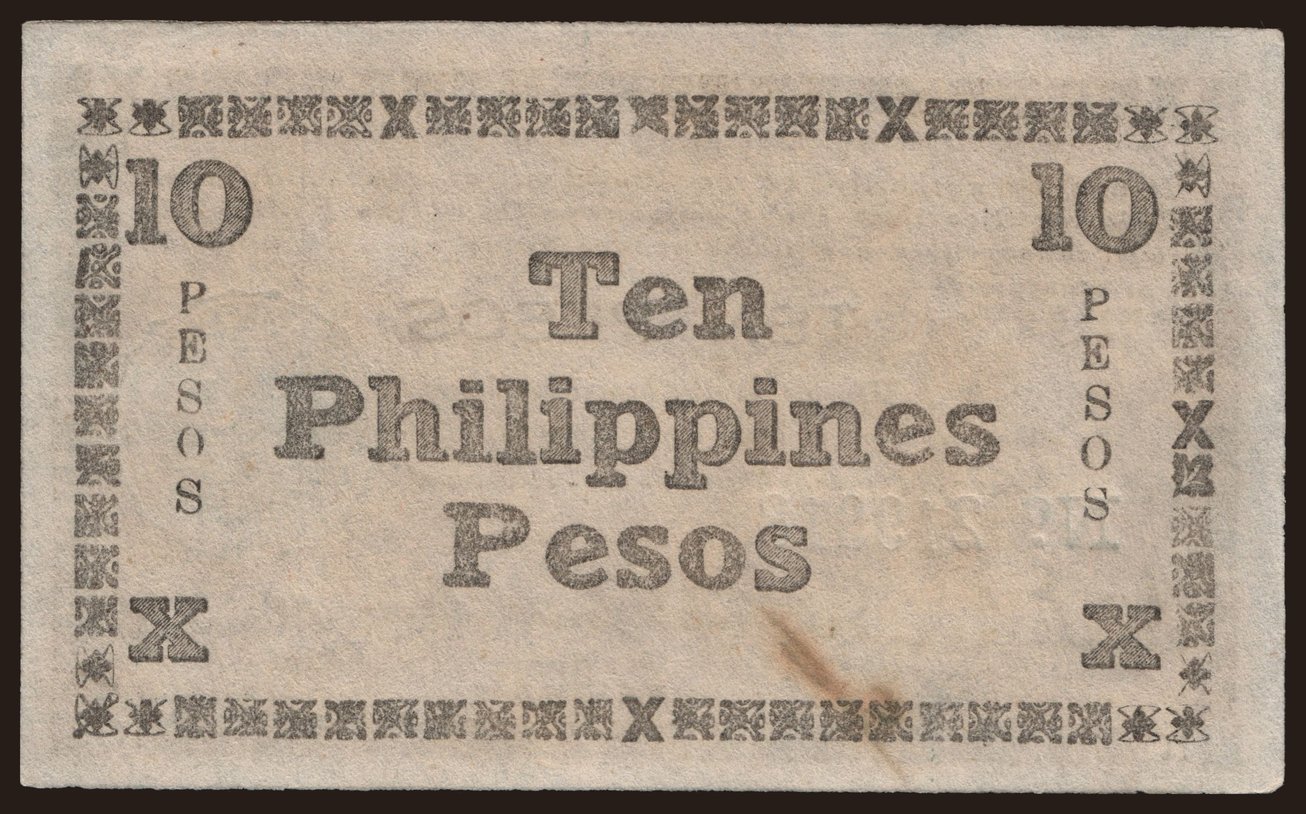 10
10
PESOS
PESOS
Ten
Philippines
Pesos
X
X